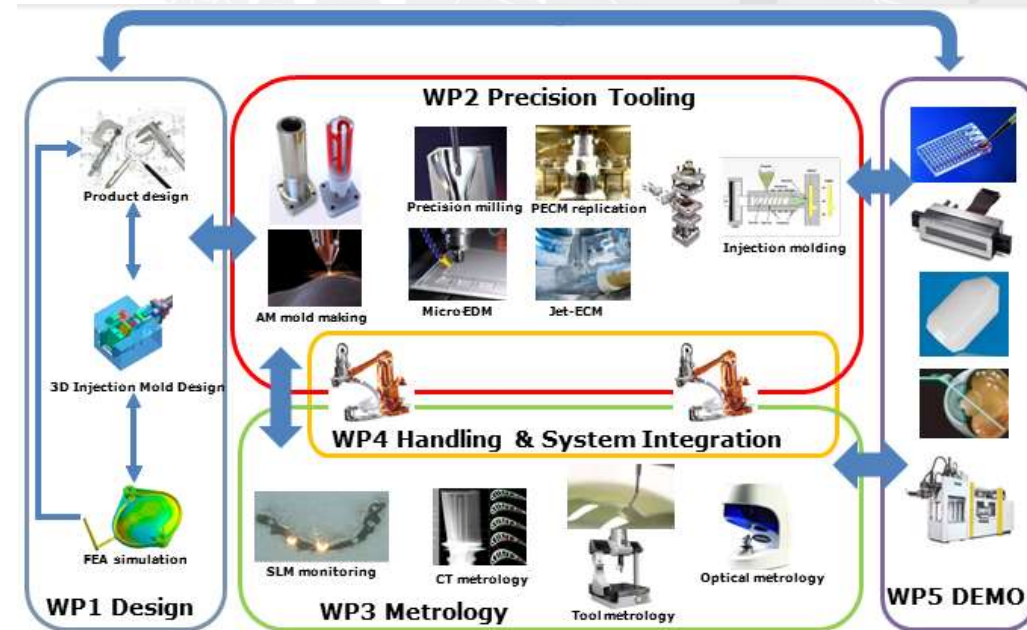 WP2 Precision Tooling
Product design
Precision milling
PECM replication
Injection molding
AM mold making
Micro-EDM
Jet-ECM
3D Injection Mold Design
WP4 Handling & System Integration
FEA simulation
SLM monitoring
CT metrology
Tool metrology
Optical metrology
WP1 Design
WP3 Metrology
WP5 DEMO